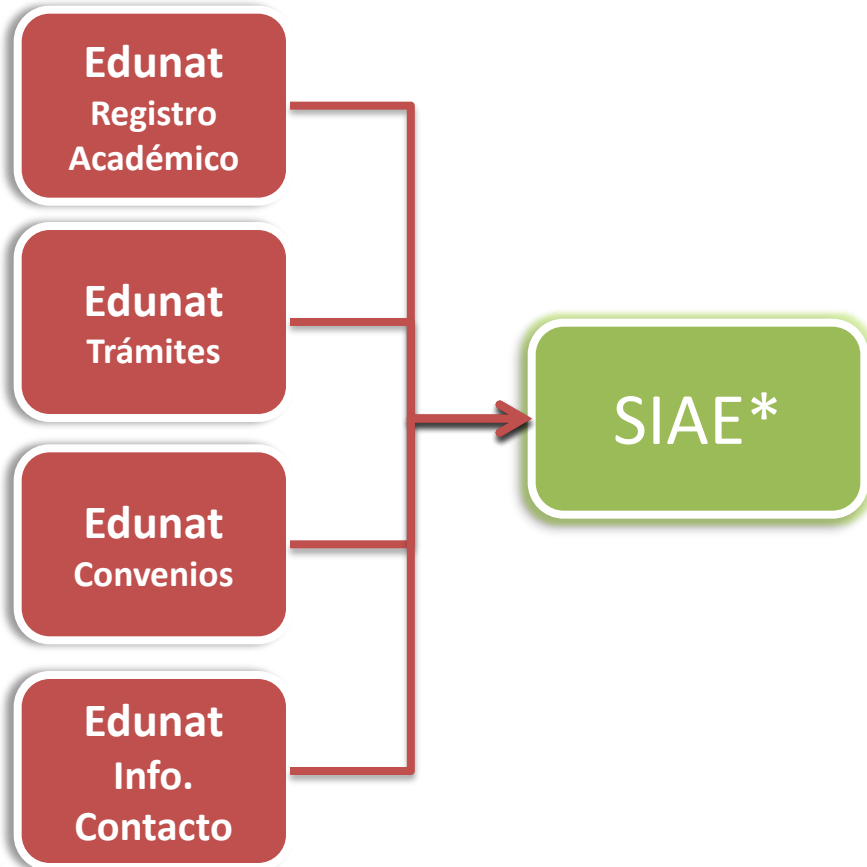 Edunat
Registro
Académico
Edunat
Trámites
Edunat
Convenios
Edunat
Info.
Contacto
SIAE*